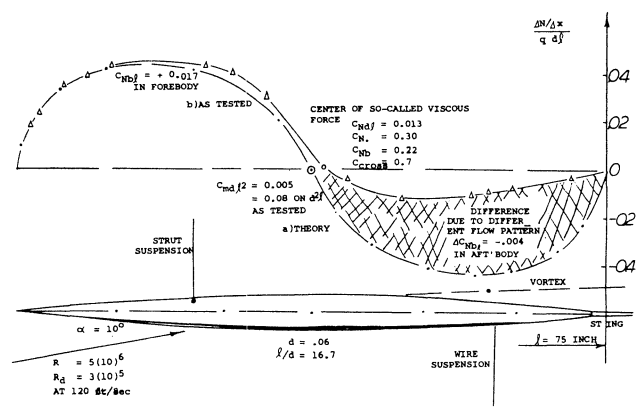 ΔN/Δx
q dℓ
.04
.02
0
-.02
-.04
C_Nbℓ = + 0.017
IN FOREBODY
b)AS TESTED
CENTER OF SO-CALLED VISCOUS
FORCE
C_Ndℓ = 0.013
C_N. = 0.30
C_Nb = 0.22
C_cross = 0.7
C_mdℓ2 = 0.005
= 0.08 ON d²ℓ
AS TESTED
a)THEORY
DIFFERENCE
DUE TO DIFFER
ENT FLOW PATTERN
ΔC_Nbℓ = -.004
IN AFT'BODY
STRUT
SUSPENSION
VORTEX
STING
α = 10°
d = .06
ℓ/d = 16.7
ℓ = 75 INCH
WIRE
SUSPENSION
R = 5(10)⁶
R_d = 3(10)⁵
AT 120 ft/sec